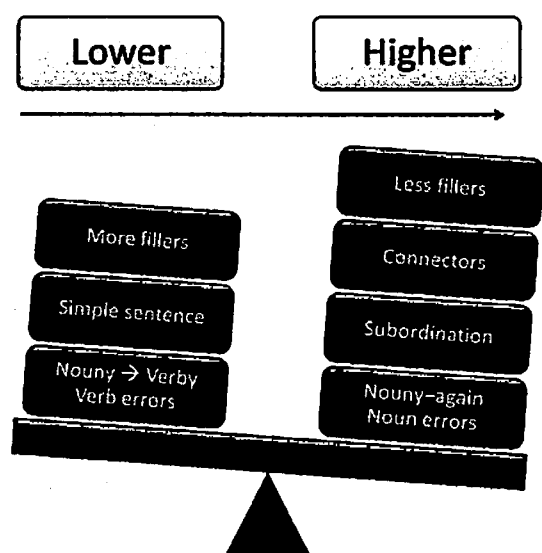 Lower
Higher
More fillers
Simple sentence
Nouny → Verby
Verb errors
Less fillers
Connectors
Subordination
Nouny–again
Noun errors